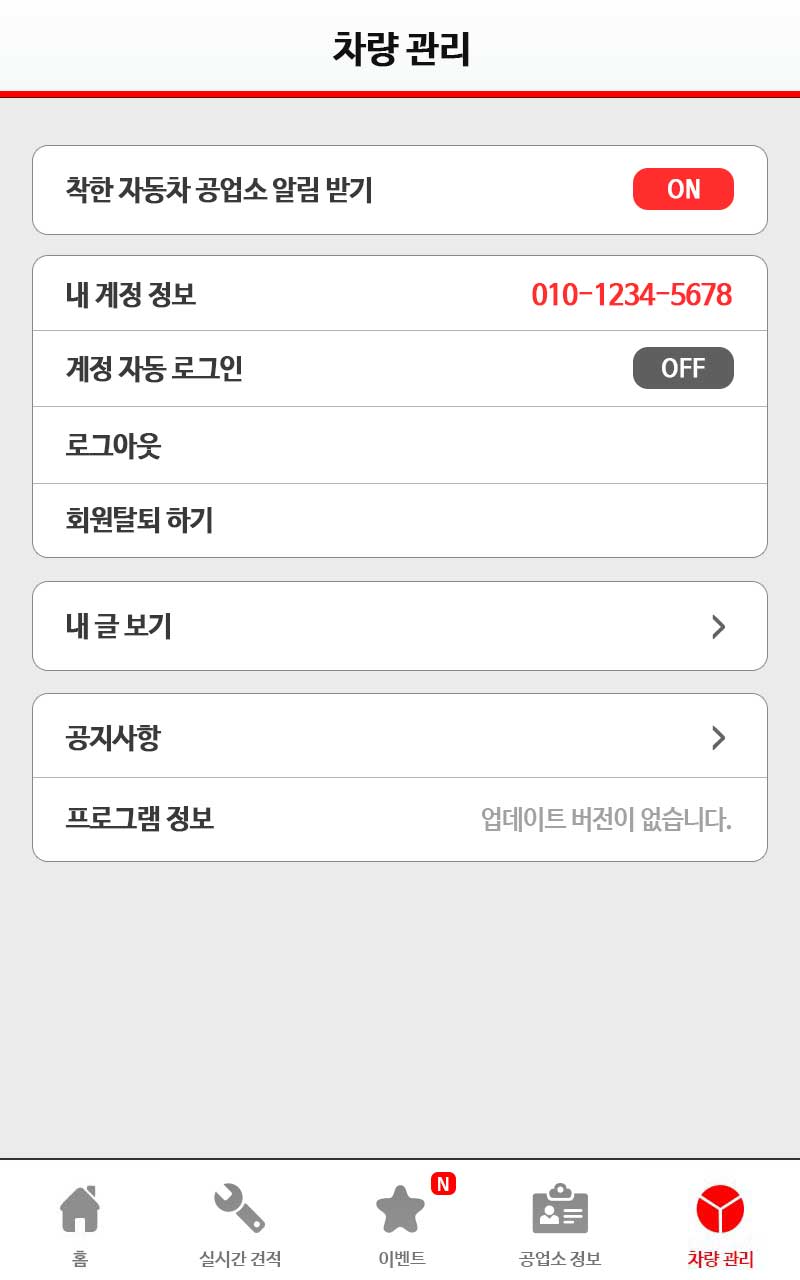 차량 관리
착한 자동차 공업소 알림 받기 ON
내 계정 정보 010-1234-5678
계정 자동 로그인 OFF
로그아웃
회원탈퇴 하기
내 글 보기
공지사항
프로그램 정보 업데이트 버전이 없습니다.
N
홈 실시간 견적 이벤트 공업소 정보 차량 관리